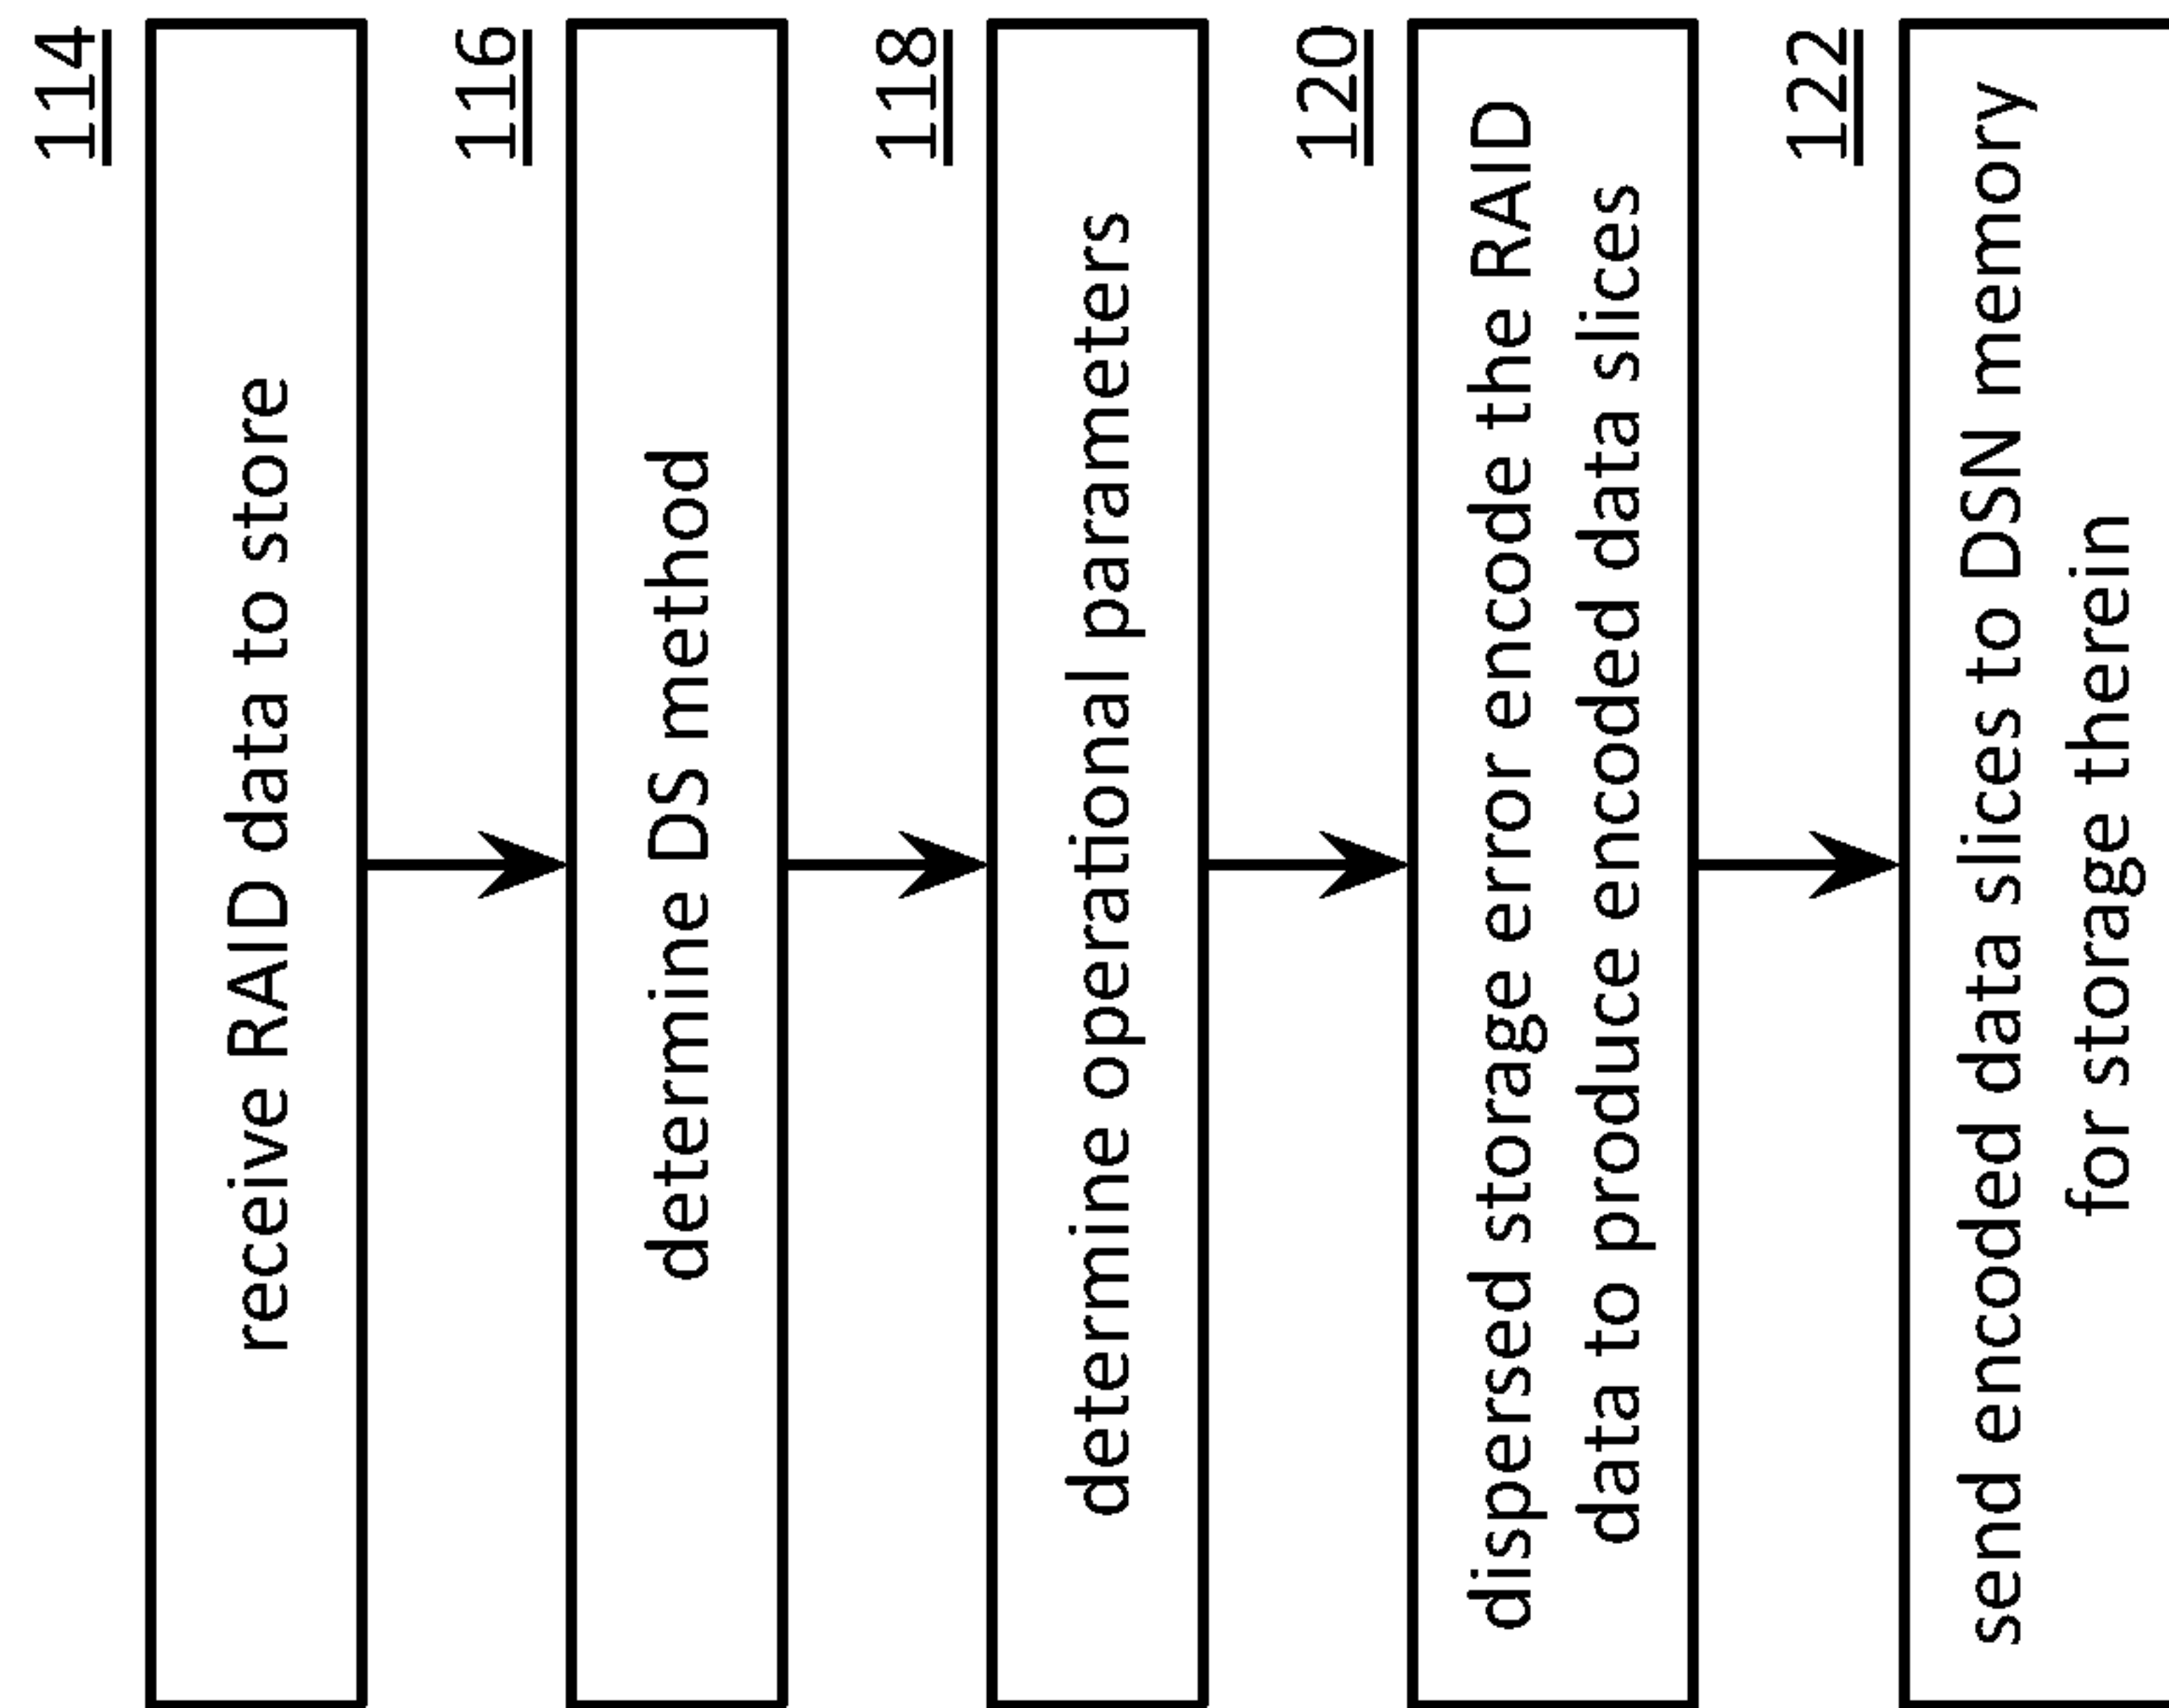 114
receive RAID data to store
116
determine DS method
118
determine operational parameters
120
dispersed storage error encode the RAID
data to produce encoded data slices
122
send encoded data slices to DSN memory
for storage therein